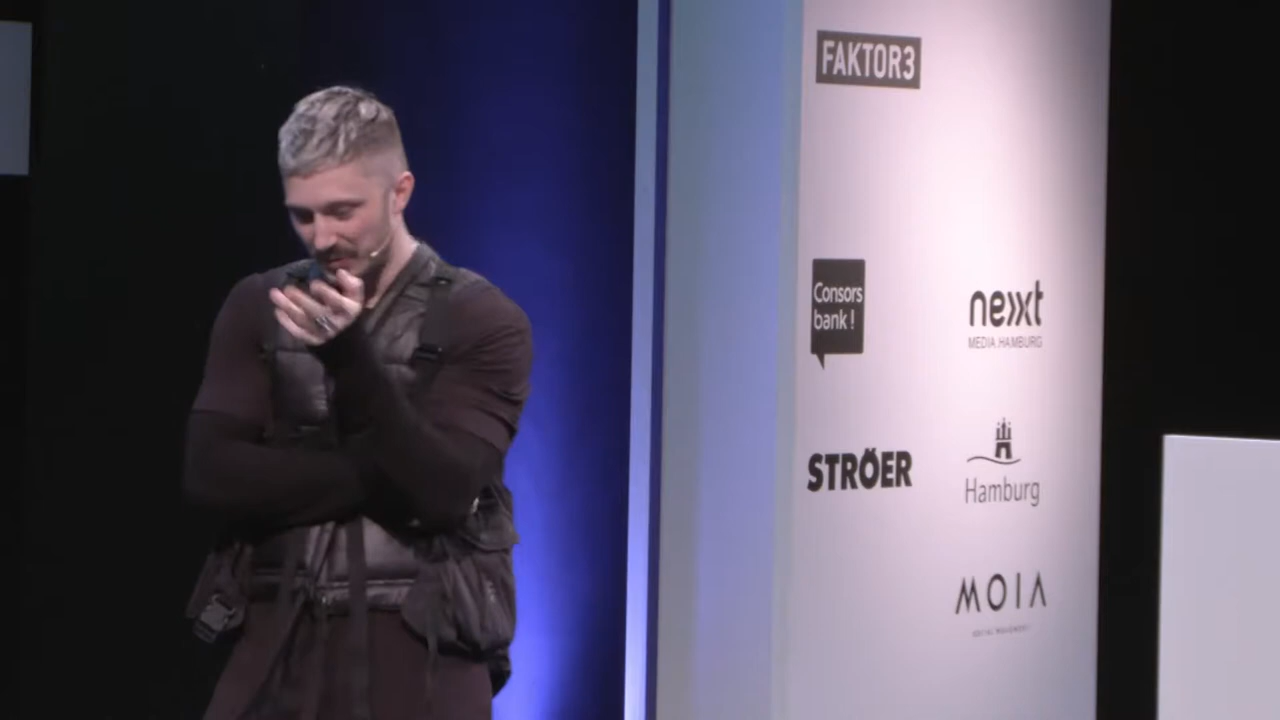 FAKTOR3
Consors
bank!
nexxt
MEDIA.HAMBURG
STRÖER
Hamburg
MOIA